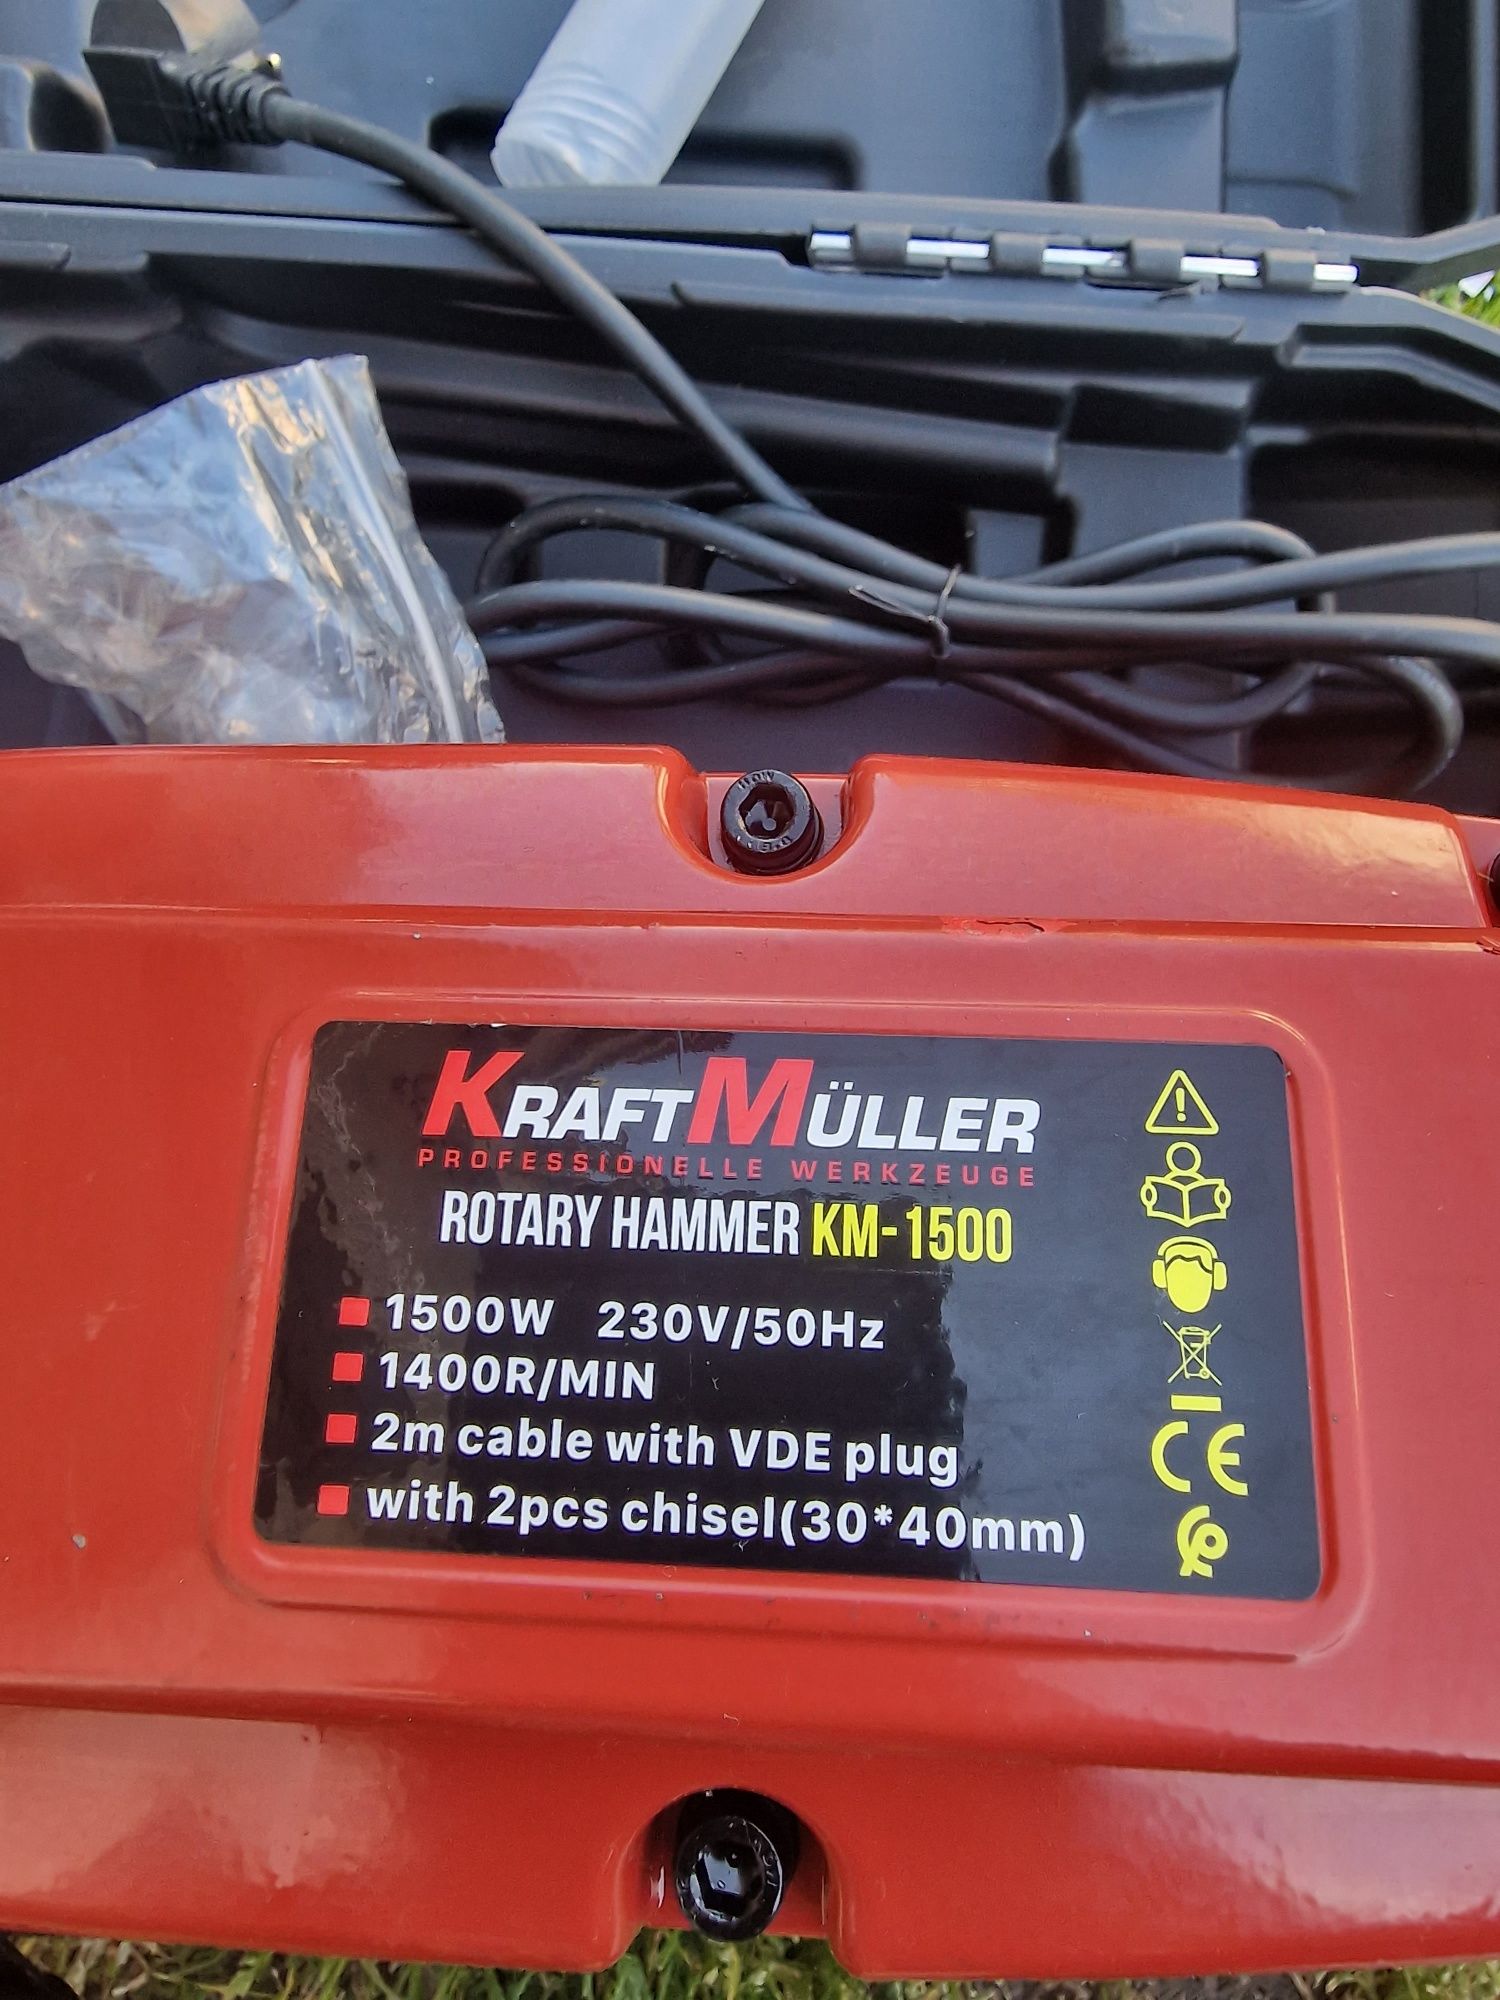 KRAFTMÜLLER
PROFESSIONELLE WERKZEUGE
ROTARY HAMMER KM-1500
1500W 230V/50Hz
1400R/MIN
2m cable with VDE plug
with 2pcs chisel(30*40mm)
CE